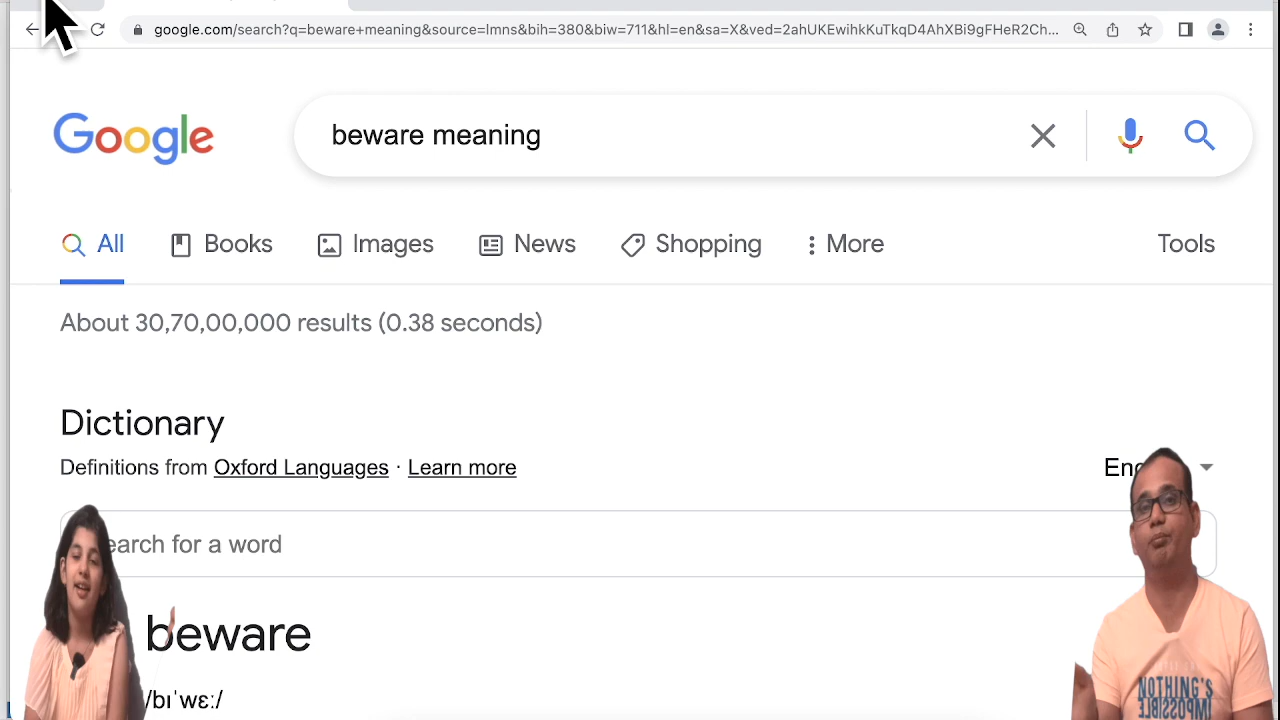 google.com/search?q=beware+meaning&source=lmns&bih=380&biw=711&hl=en&sa=X&ved=2ahUKEwihkKuTkqD4AhXBi9gFHeR2Ch...
Google
beware meaning
All Books Images News Shopping More Tools
About 30,70,00,000 results (0.38 seconds)
Dictionary
Definitions from Oxford Languages · Learn more
earch for a word
beware
/bɪˈwɛː/
NOTHING'S
IMPOSSIBLE